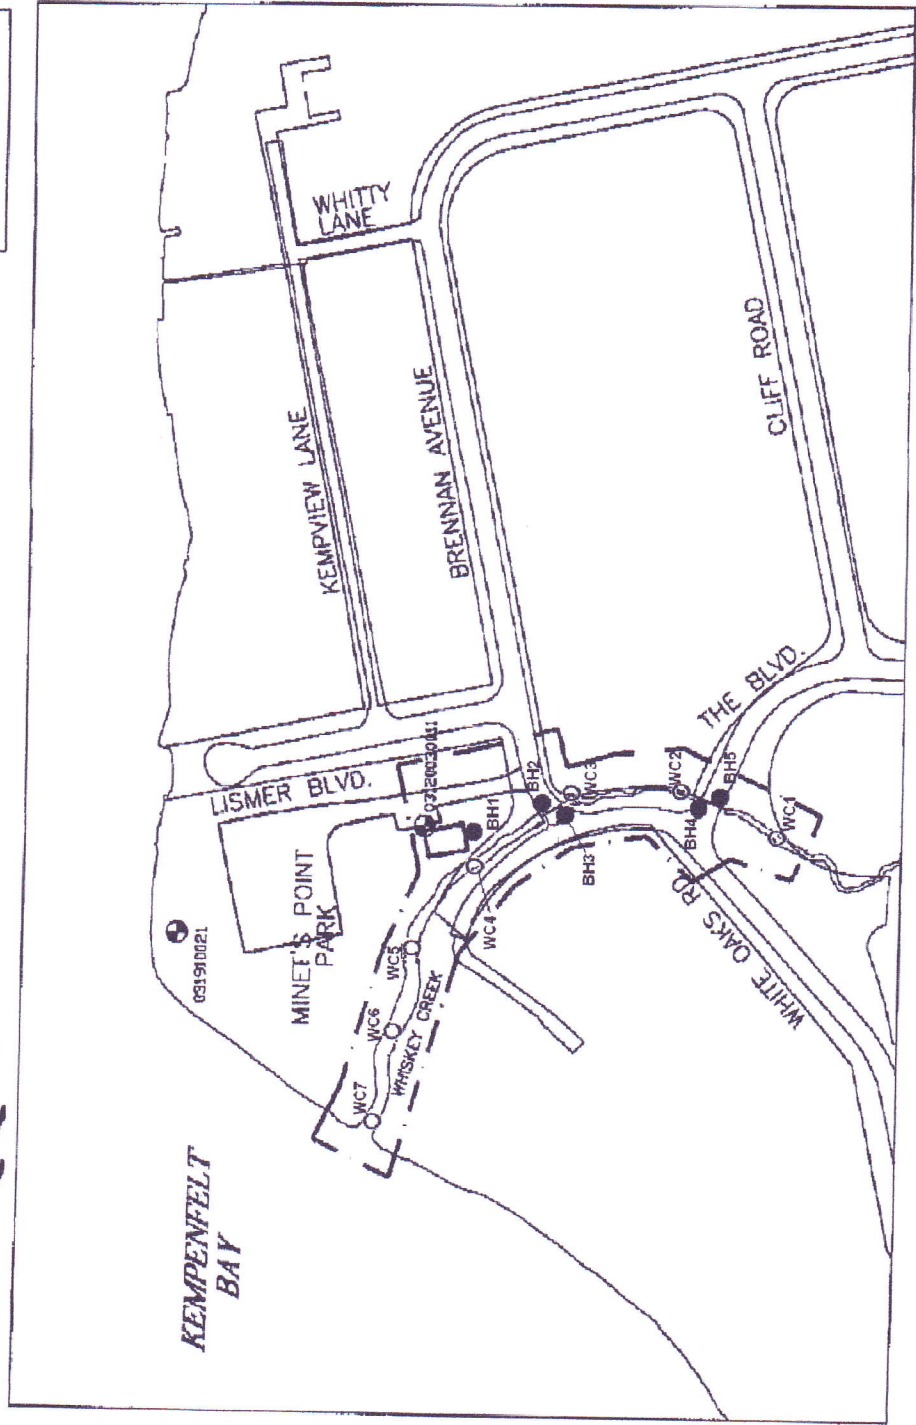 KEMPENFELT
BAY
WC7
WC6
WC5
WHISKEY CREEK
WC4
031910021
MINET'S POINT
PARK
LISMER BLVD.
03120030041
BH1
BH2
BH3
WC3
WC2
BH4
BH5
WC1
WHITE OAKS RD
THE BLVD.
KEMPVIEW LANE
BRENNAN AVENUE
CLIFF ROAD
WHITTY
LANE